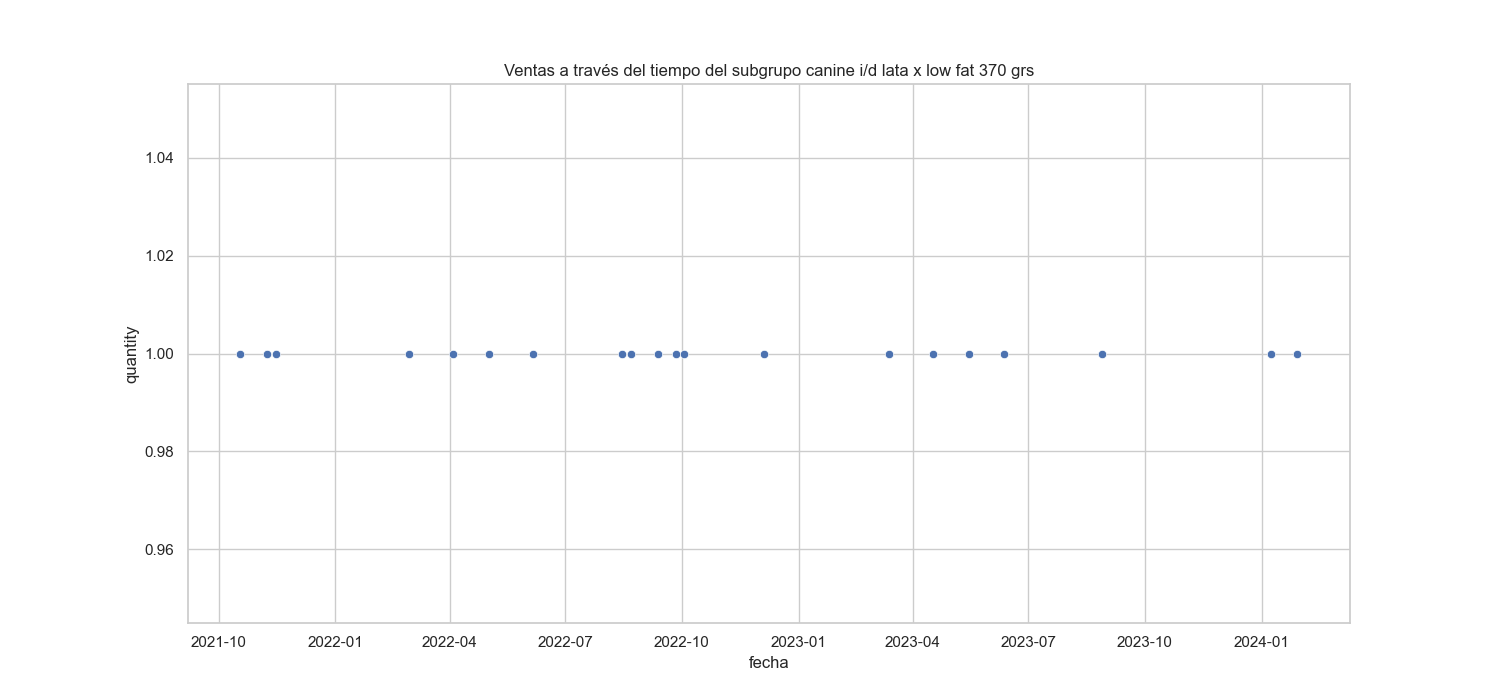 Ventas a través del tiempo del subgrupo canine i/d lata x low fat 370 grs
1.04
1.02
1.00
0.98
0.96
quantity
2021-10 2022-01 2022-04 2022-07 2022-10 2023-01 2023-04 2023-07 2023-10 2024-01
fecha